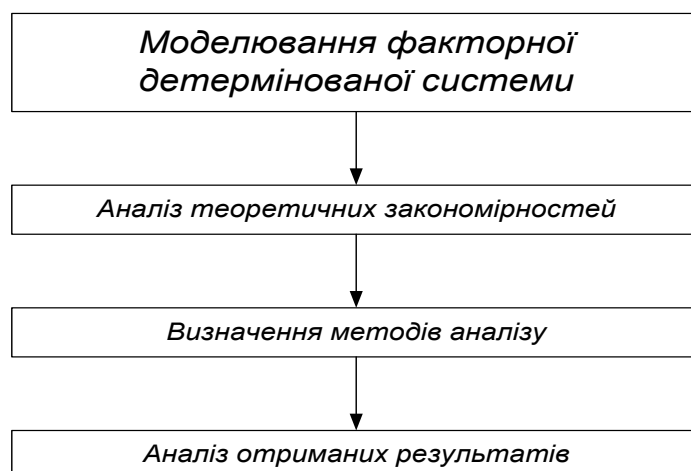 Моделювання факторної
детермінованої системи
Аналіз теоретичних закономірностей
Визначення методів аналізу
Аналіз отриманих результатів